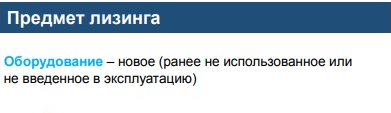 Предмет лизинга
Оборудование – новое (ранее не использованное или
не введенное в эксплуатацию)